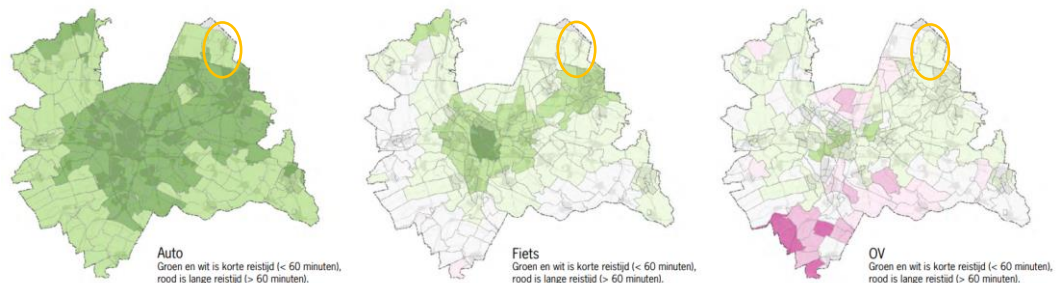 Auto
Groen en wit is korte reistijd (< 60 minuten),
rood is lange reistijd (> 60 minuten).
Fiets
Groen en wit is korte reistijd (< 60 minuten),
rood is lange reistijd (> 60 minuten).
OV
Groen en wit is korte reistijd (< 60 minuten),
rood is lange reistijd (> 60 minuten).